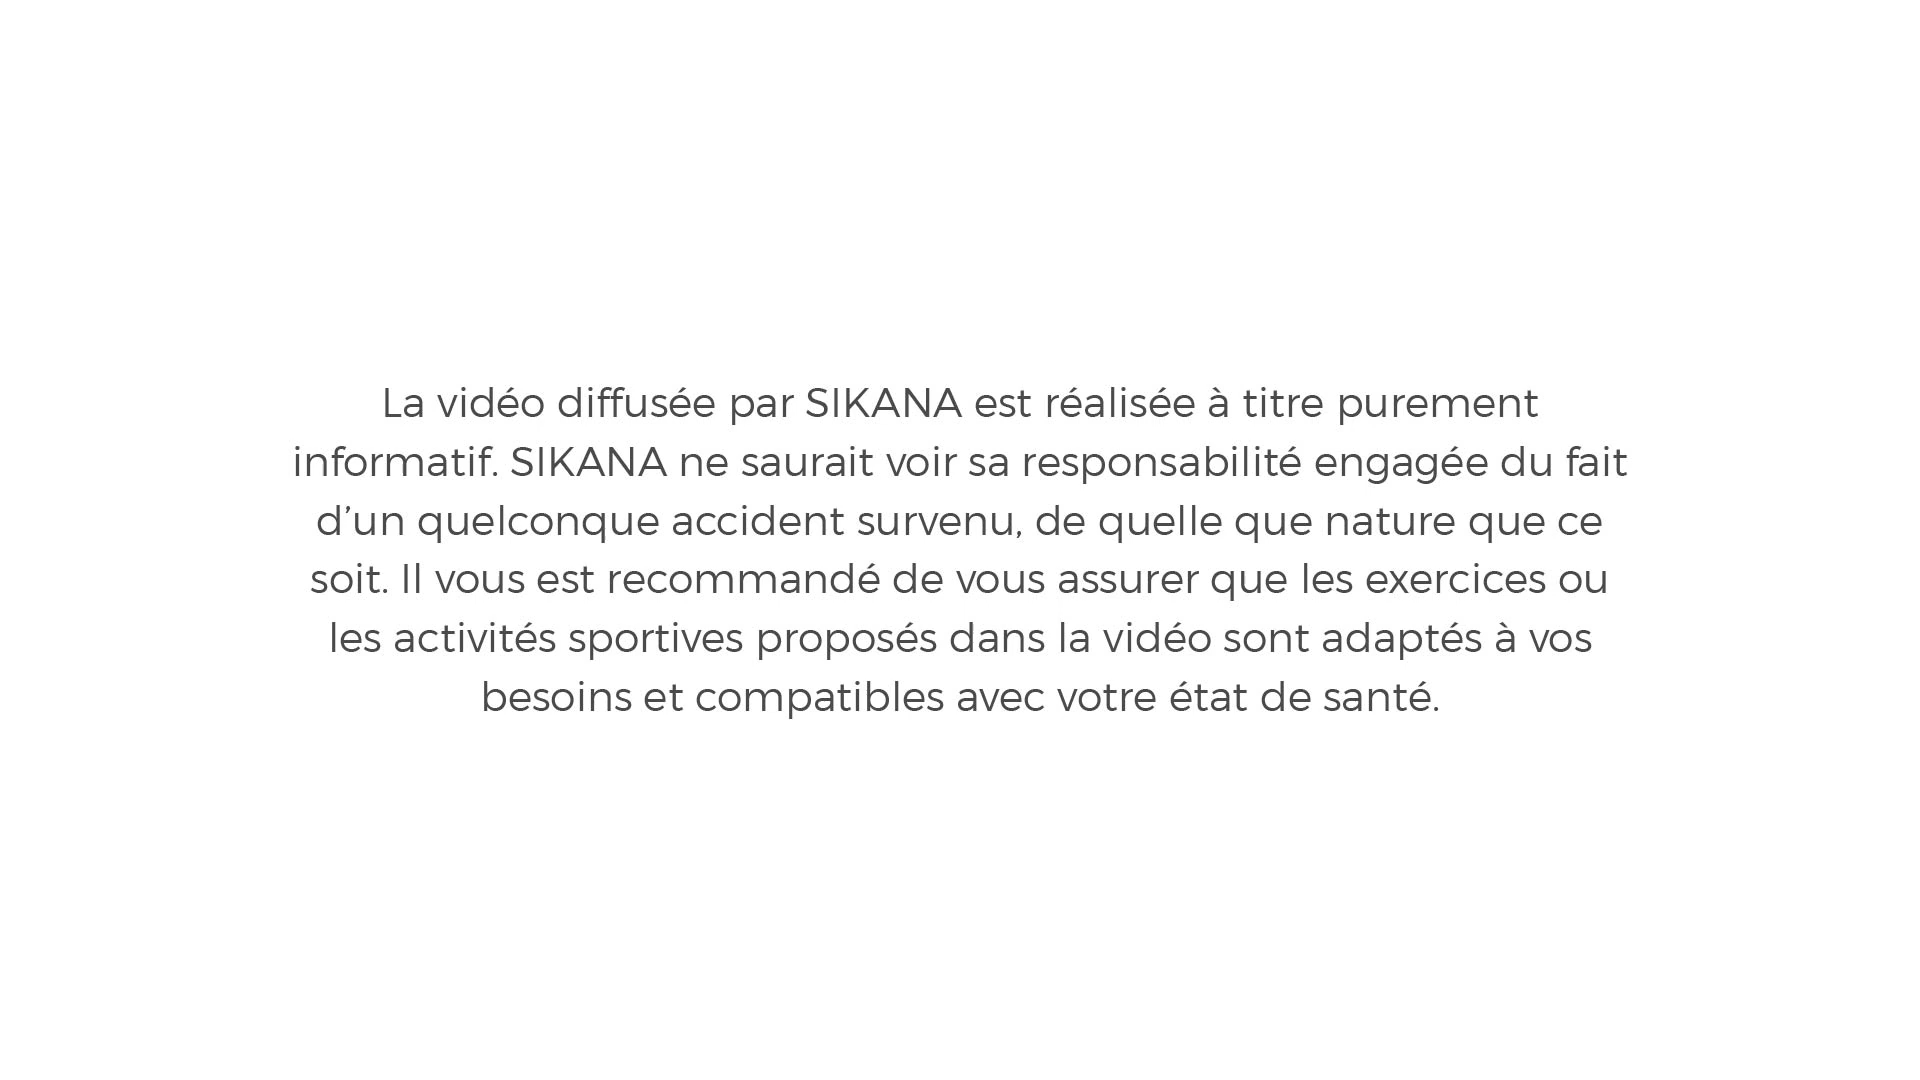 La vidéo diffusée par SIKANA est réalisée à titre purement
informatif. SIKANA ne saurait voir sa responsabilité engagée du fait
d’un quelconque accident survenu, de quelle que nature que ce
soit. Il vous est recommandé de vous assurer que les exercices ou
les activités sportives proposés dans la vidéo sont adaptés à vos
besoins et compatibles avec votre état de santé.